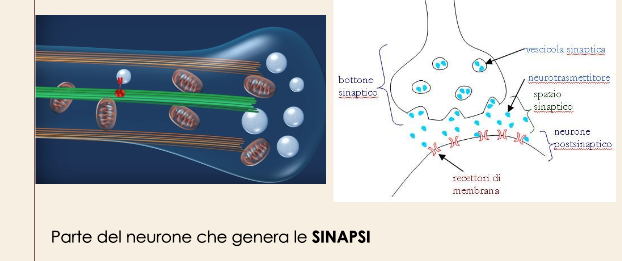 vescicola sinaptica
bottone
sinaptico
neurotrasmettitore
spazio
sinaptico
neurone
postsinaptico
recettori di
membrana
Parte del neurone che genera le SINAPSI